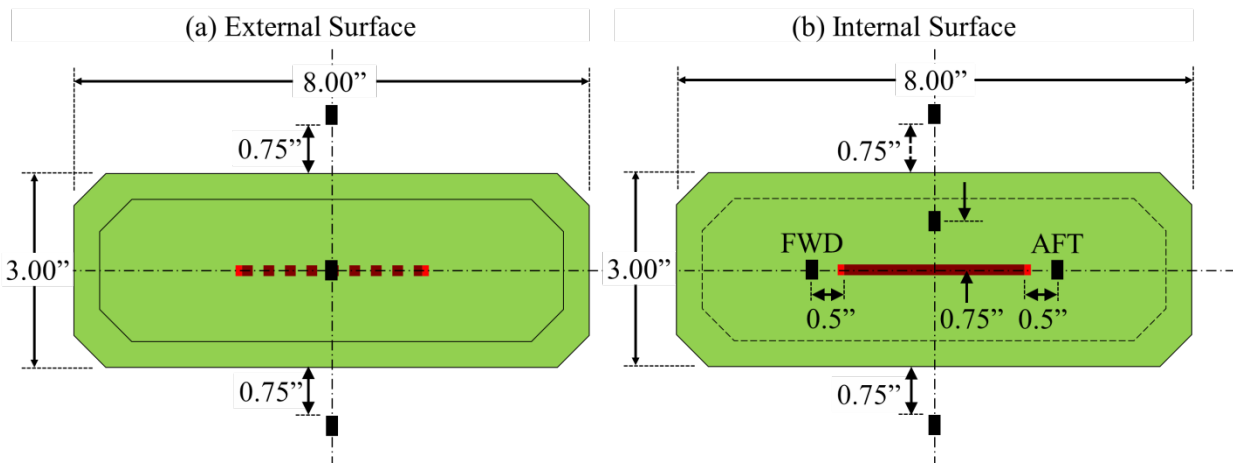 (a) External Surface
8.00”
0.75”
3.00”
0.75”
(b) Internal Surface
8.00”
0.75”
FWD
AFT
3.00”
0.5”
0.75”
0.5”
0.75”